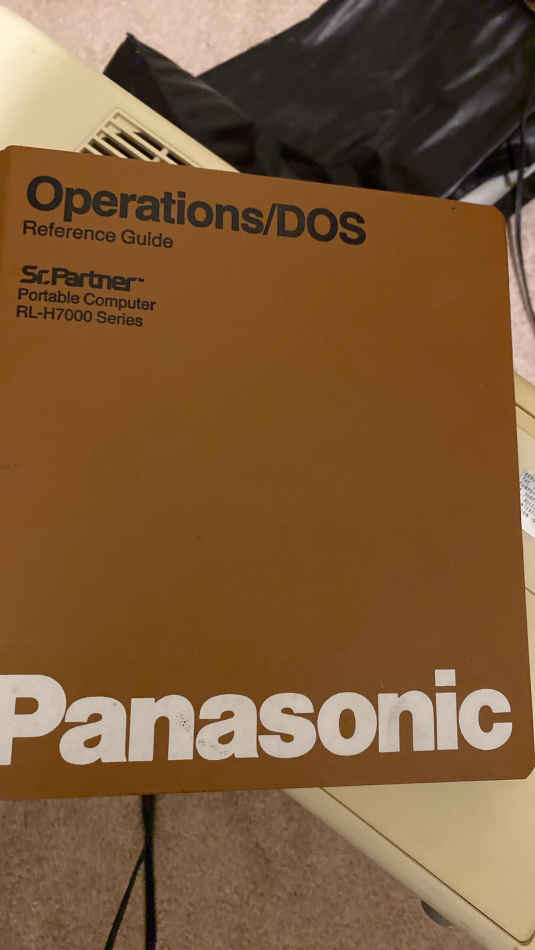 Operations/DOS
Reference Guide
Sr.Partner™
Portable Computer
RL-H7000 Series
Panasonic